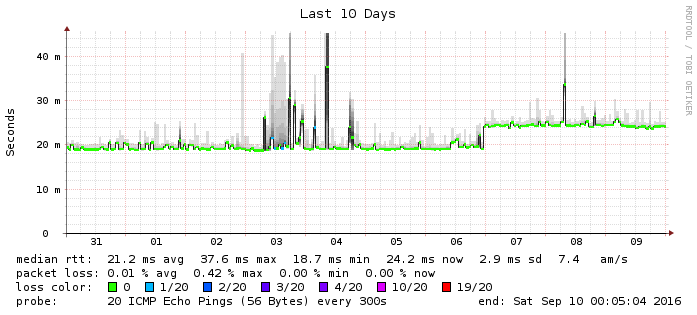 Last 10 Days
RRDTOOL / TOBI OETIKER
Seconds
40 m
30 m
20 m
10 m
0
31 01 02 03 04 05 06 07 08 09
median rtt: 21.2 ms avg 37.6 ms max 18.7 ms min 24.2 ms now 2.9 ms sd 7.4 am/s
packet loss: 0.01 % avg 0.42 % max 0.00 % min 0.00 % now
loss color: 0 1/20 2/20 3/20 4/20 10/20 19/20
probe: 20 ICMP Echo Pings (56 Bytes) every 300s end: Sat Sep 10 00:05:04 2016